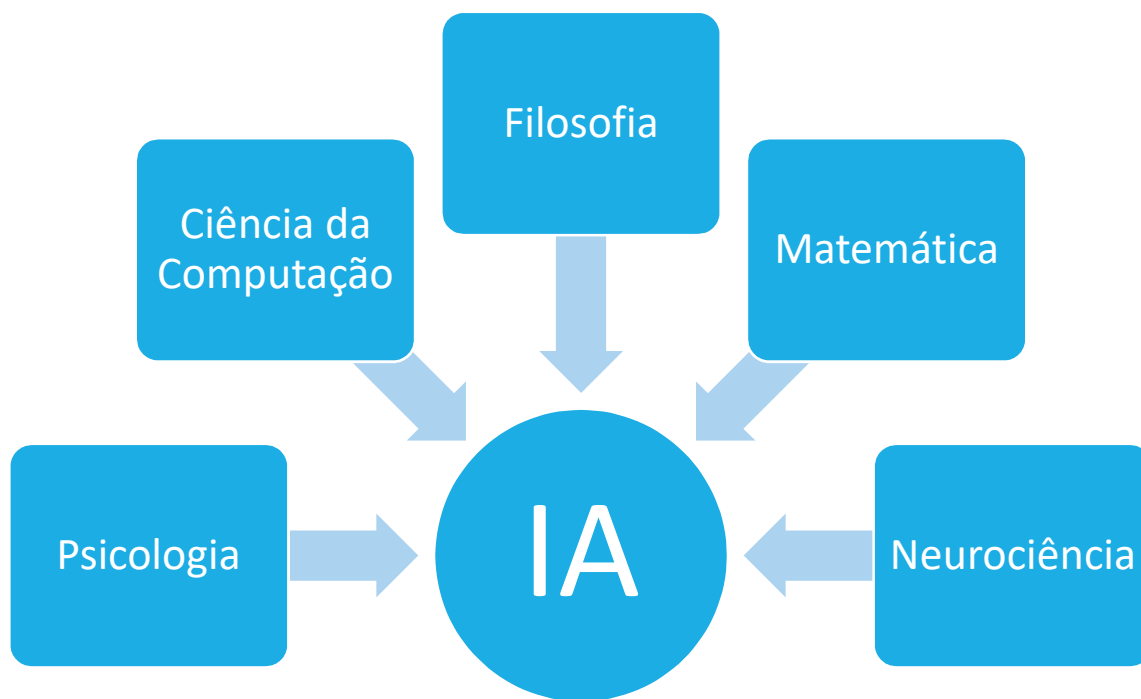 Filosofia
Ciência da
Computação
Matemática
Psicologia
IA
Neurociência